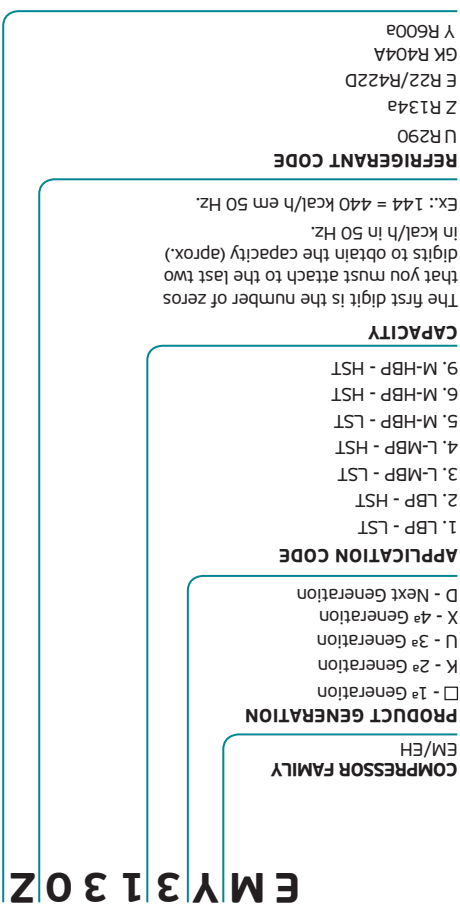 EMY3130Z
COMPRESSOR FAMILY
EM/EH
PRODUCT GENERATION
☐ - 1ª Generation
K - 2ª Generation
U - 3ª Generation
X - 4ª Generation
D - Next Generation
APPLICATION CODE
1. LBP - LST
2. LBP - HST
3. L-MBP - LST
4. L-MBP - HST
5. M-HBP - LST
6. M-HBP - HST
9. M-HBP - HST
CAPACITY
The first digit is the number of zeros
that you must attach to the last two
digits to obtain the capacity (aprox.)
in kcal/h in 50 HZ.
Ex.: 144 = 440 kcal/h em 50 Hz.
REFRIGERANT CODE
U R290
Z R134a
E R22/R422D
GK R404A
Y R600a